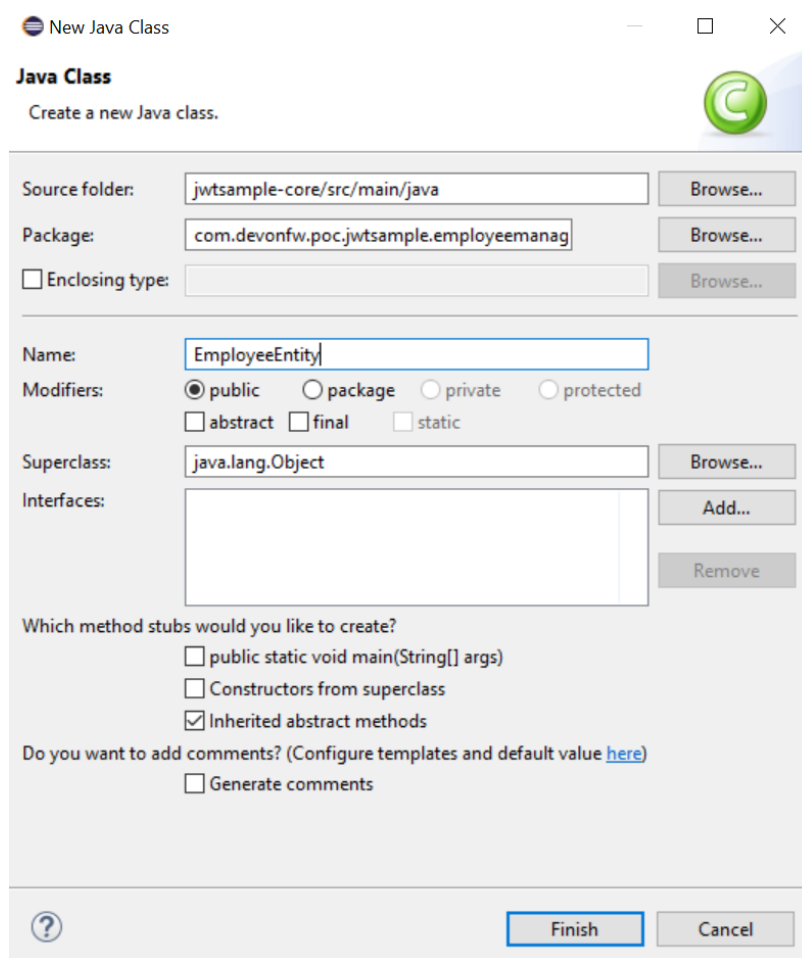 New Java Class
Java Class
Create a new Java class.
Source folder: jwtsample-core/src/main/java Browse...
Package: com.devonfw.poc.jwtsample.employeemanag Browse...
Enclosing type: Browse...
Name: EmployeeEntity
Modifiers: public package private protected
abstract final static
Superclass: java.lang.Object Browse...
Interfaces: Add...
Remove
Which method stubs would you like to create?
public static void main(String[] args)
Constructors from superclass
Inherited abstract methods
Do you want to add comments? (Configure templates and default value here)
Generate comments
? Finish Cancel